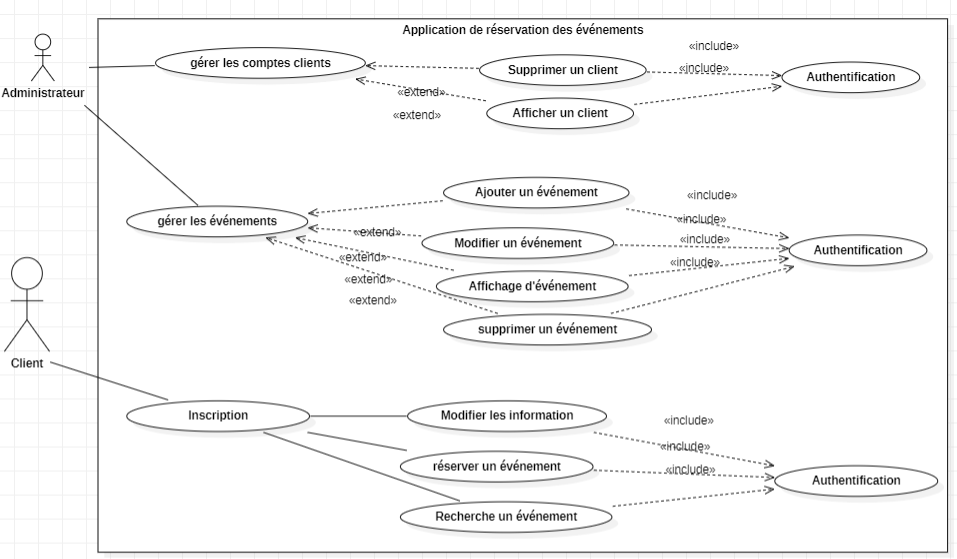 Application de réservation des événements
Administrateur
gérer les comptes clients
Supprimer un client
«include»
«include»
Authentification
«extend»
«extend»
Afficher un client
Ajouter un événement
«include»
«include»
gérer les événements
«extend»
Modifier un événement
«include»
Authentification
«extend»
«include»
«extend»
Affichage d'événement
«extend»
supprimer un événement
Client
Inscription
Modifier les information
«include»
«include»
réserver un événement
«include»
Authentification
Recherche un événement